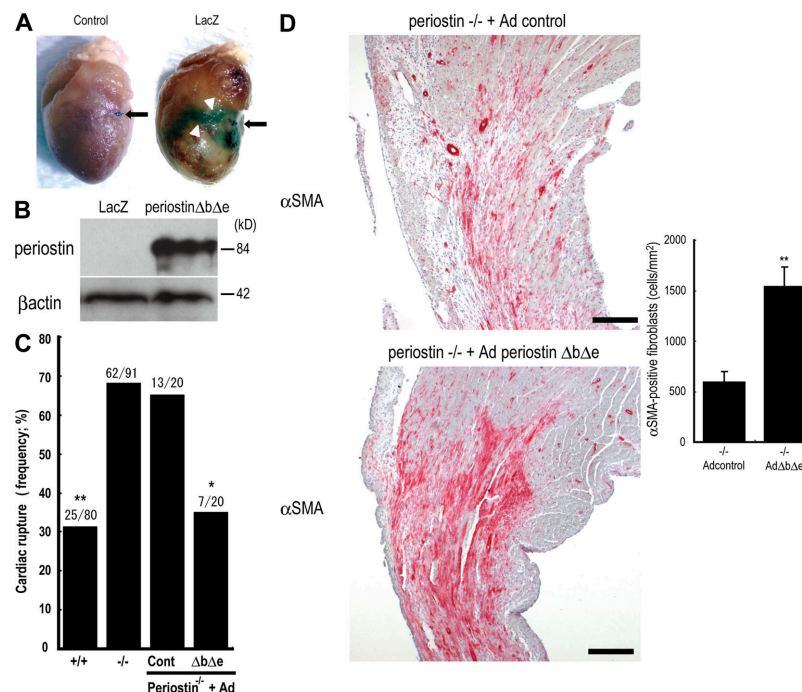 A
Control
LacZ
B
LacZ
periostinΔbΔe
(kD)
periostin
84
βactin
42
C
Cardiac rupture ( frequency; %)
80
70
60
50
40
30
20
10
0
**
25/80
62/91
13/20
*
7/20
+/+
-/-
Cont
ΔbΔe
Periostin-/- + Ad
D
periostin -/- + Ad control
αSMA
periostin -/- + Ad periostin ΔbΔe
αSMA
αSMA-positive fibroblasts (cells/mm²)
2000
1500
1000
500
0
**
-/-
Adcontrol
-/-
AdΔbΔe